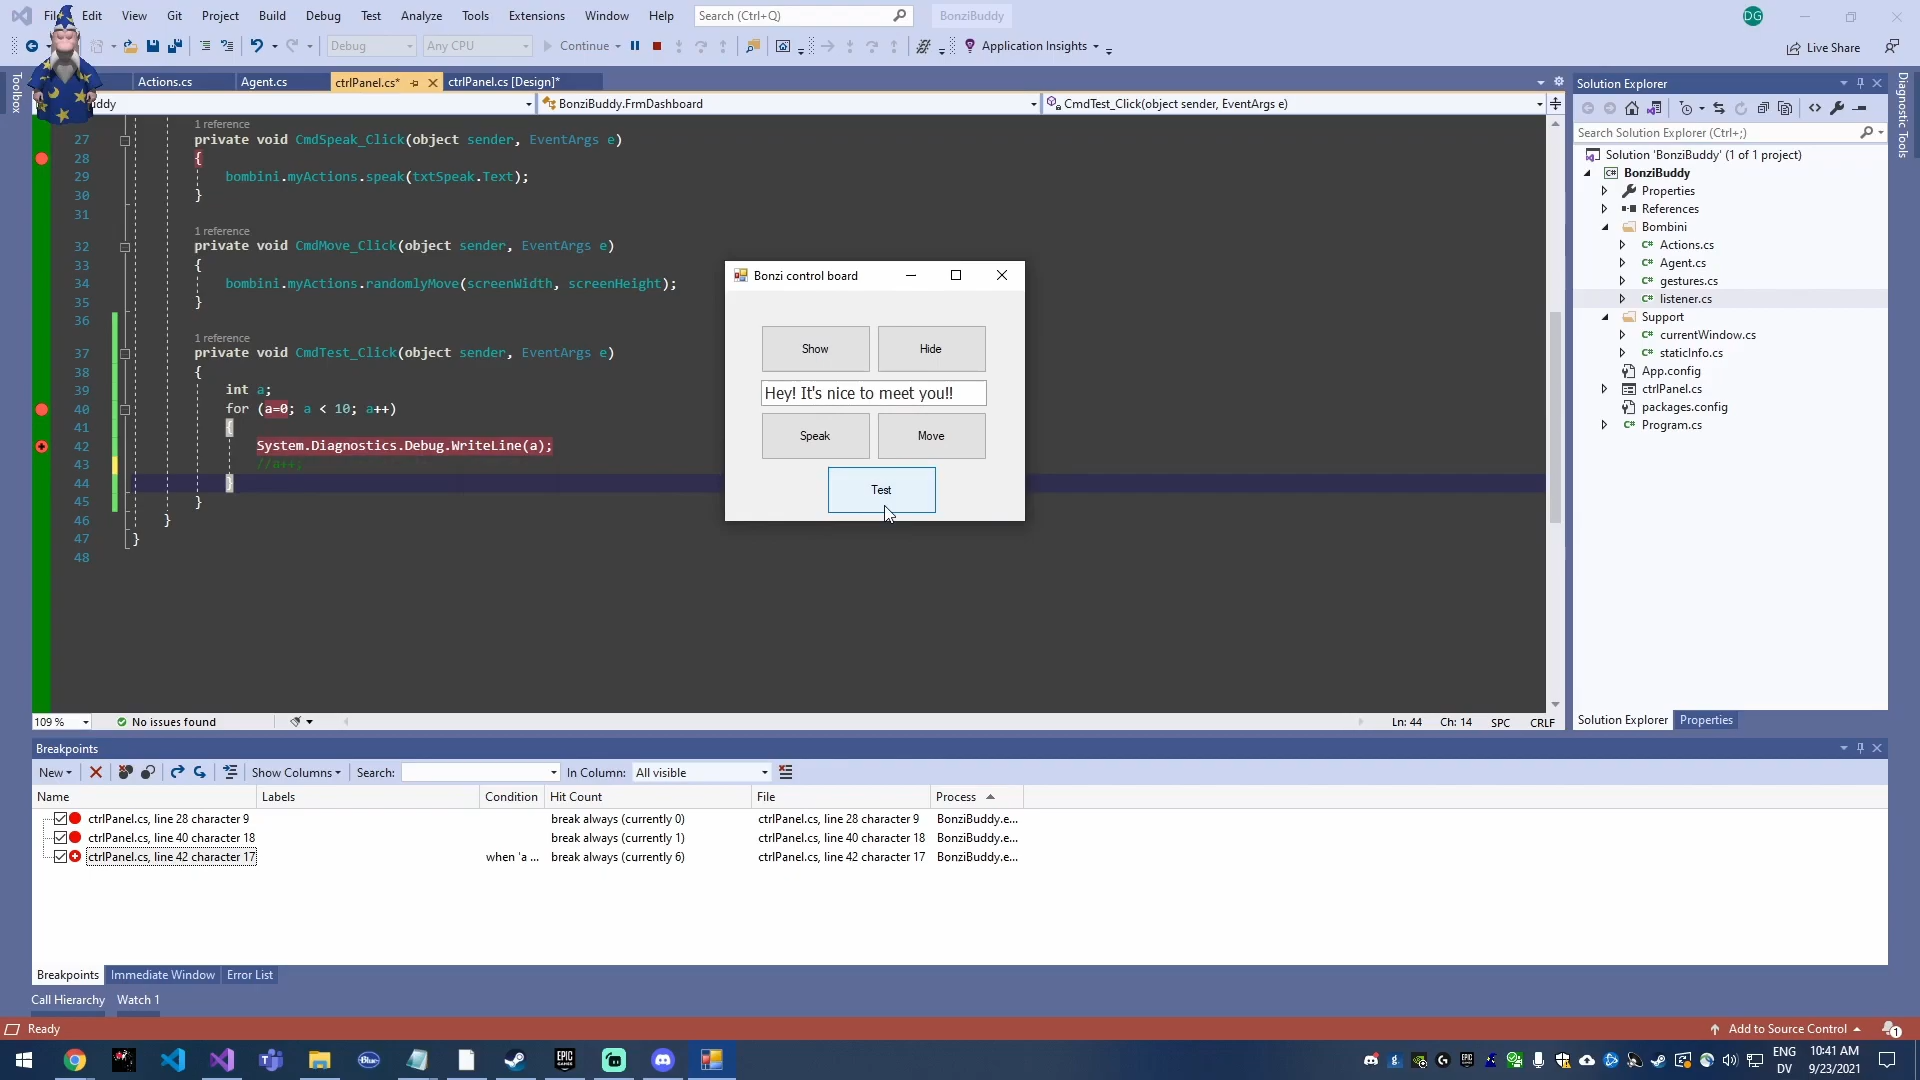 Edit View Git Project Build Debug Test Analyze Tools Extensions Window Help Search (Ctrl+Q) BonziBuddy DG
Debug Any CPU Continue Application Insights Live Share
Toolbox Actions.cs Agent.cs ctrlPanel.cs* ctrlPanel.cs [Design]* Solution Explorer Diagnostic Tools
BonziBuddy.FrmDashboard CmdTest_Click(object sender, EventArgs e)
1 reference
27 private void CmdSpeak_Click(object sender, EventArgs e)
28 {
29 bombini.myActions.speak(txtSpeak.Text);
30 }
31
1 reference
32 private void CmdMove_Click(object sender, EventArgs e)
33 {
34 bombini.myActions.randomlyMove(screenWidth, screenHeight);
35 }
36
1 reference
37 private void CmdTest_Click(object sender, EventArgs e)
38 {
39 int a;
40 for (a=0; a < 10; a++)
41 {
42 System.Diagnostics.Debug.WriteLine(a);
43 //a++;
44 }
45 }
46 }
47 }
48
Bonzi control board
Show Hide
Hey! It's nice to meet you!!
Speak Move
Test
Search Solution Explorer (Ctrl+;)
Solution 'BonziBuddy' (1 of 1 project)
BonziBuddy
Properties
References
Bombini
Actions.cs
Agent.cs
gestures.cs
listener.cs
Support
currentWindow.cs
staticInfo.cs
App.config
ctrlPanel.cs
packages.config
Program.cs
Solution Explorer Properties
109 % No issues found Ln: 44 Ch: 14 SPC CRLF
Breakpoints
New Show Columns Search: In Column: All visible
Name Labels Condition Hit Count File Process
ctrlPanel.cs, line 28 character 9 break always (currently 0) ctrlPanel.cs, line 28 character 9 BonziBuddy.e...
ctrlPanel.cs, line 40 character 18 break always (currently 1) ctrlPanel.cs, line 40 character 18 BonziBuddy.e...
ctrlPanel.cs, line 42 character 17 when 'a ... break always (currently 6) ctrlPanel.cs, line 42 character 17 BonziBuddy.e...
Breakpoints Immediate Window Error List
Call Hierarchy Watch 1
Ready Add to Source Control 1
EPIC GAMES ENG DV 10:41 AM 9/23/2021